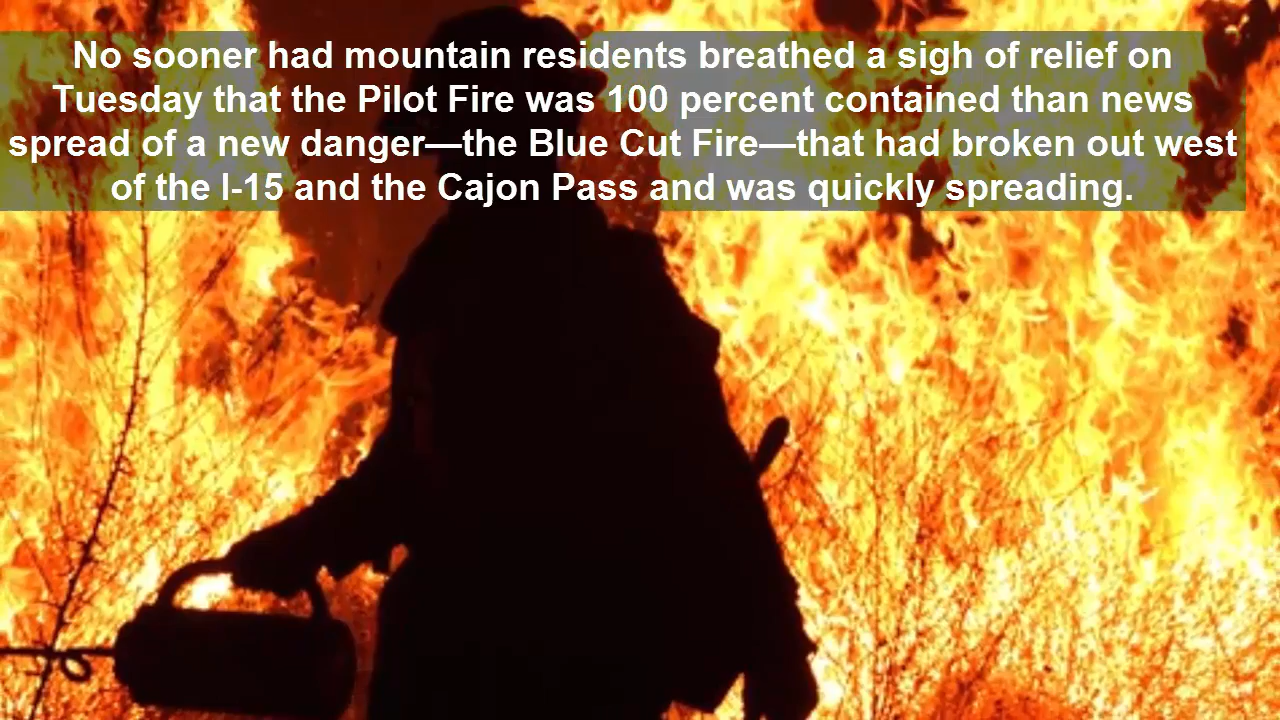 No sooner had mountain residents breathed a sigh of relief on
Tuesday that the Pilot Fire was 100 percent contained than news
spread of a new danger—the Blue Cut Fire—that had broken out west
of the I-15 and the Cajon Pass and was quickly spreading.